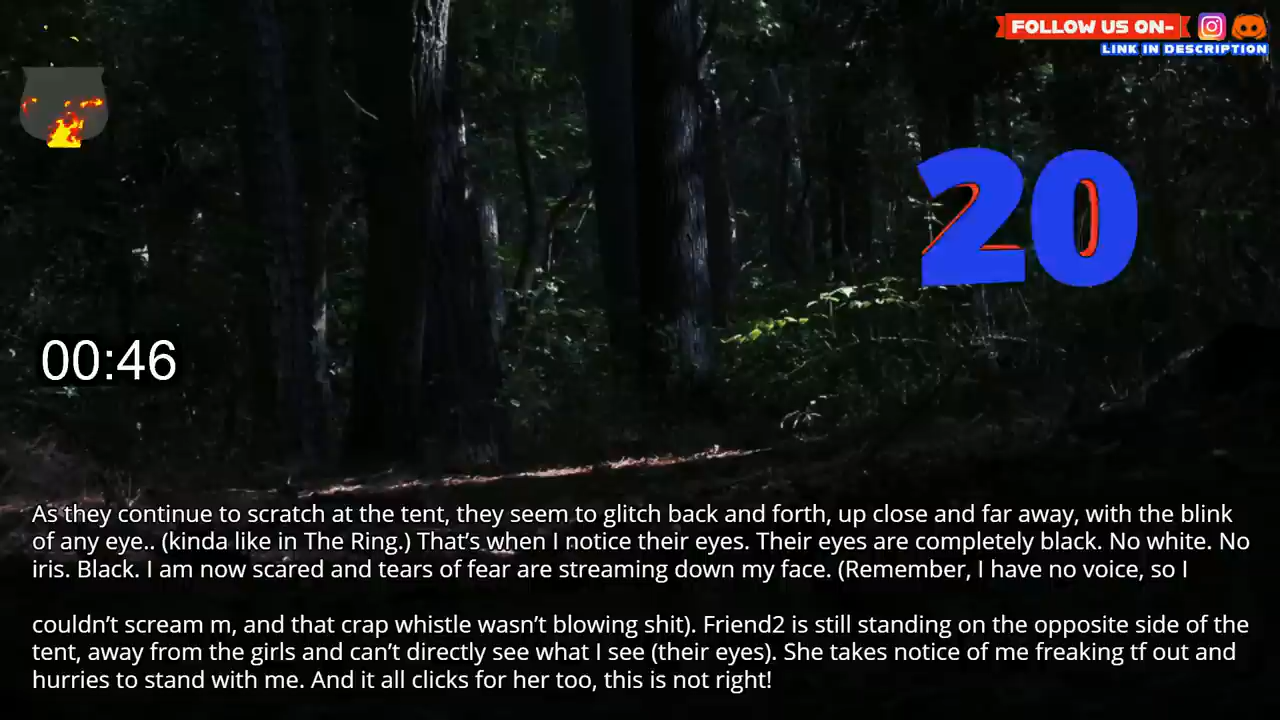 FOLLOW US ON-
LINK IN DESCRIPTION
20
00:46
As they continue to scratch at the tent, they seem to glitch back and forth, up close and far away, with the blink
of any eye.. (kinda like in The Ring.) That’s when I notice their eyes. Their eyes are completely black. No white. No
iris. Black. I am now scared and tears of fear are streaming down my face. (Remember, I have no voice, so I
couldn’t scream m, and that crap whistle wasn’t blowing shit). Friend2 is still standing on the opposite side of the
tent, away from the girls and can’t directly see what I see (their eyes). She takes notice of me freaking tf out and
hurries to stand with me. And it all clicks for her too, this is not right!